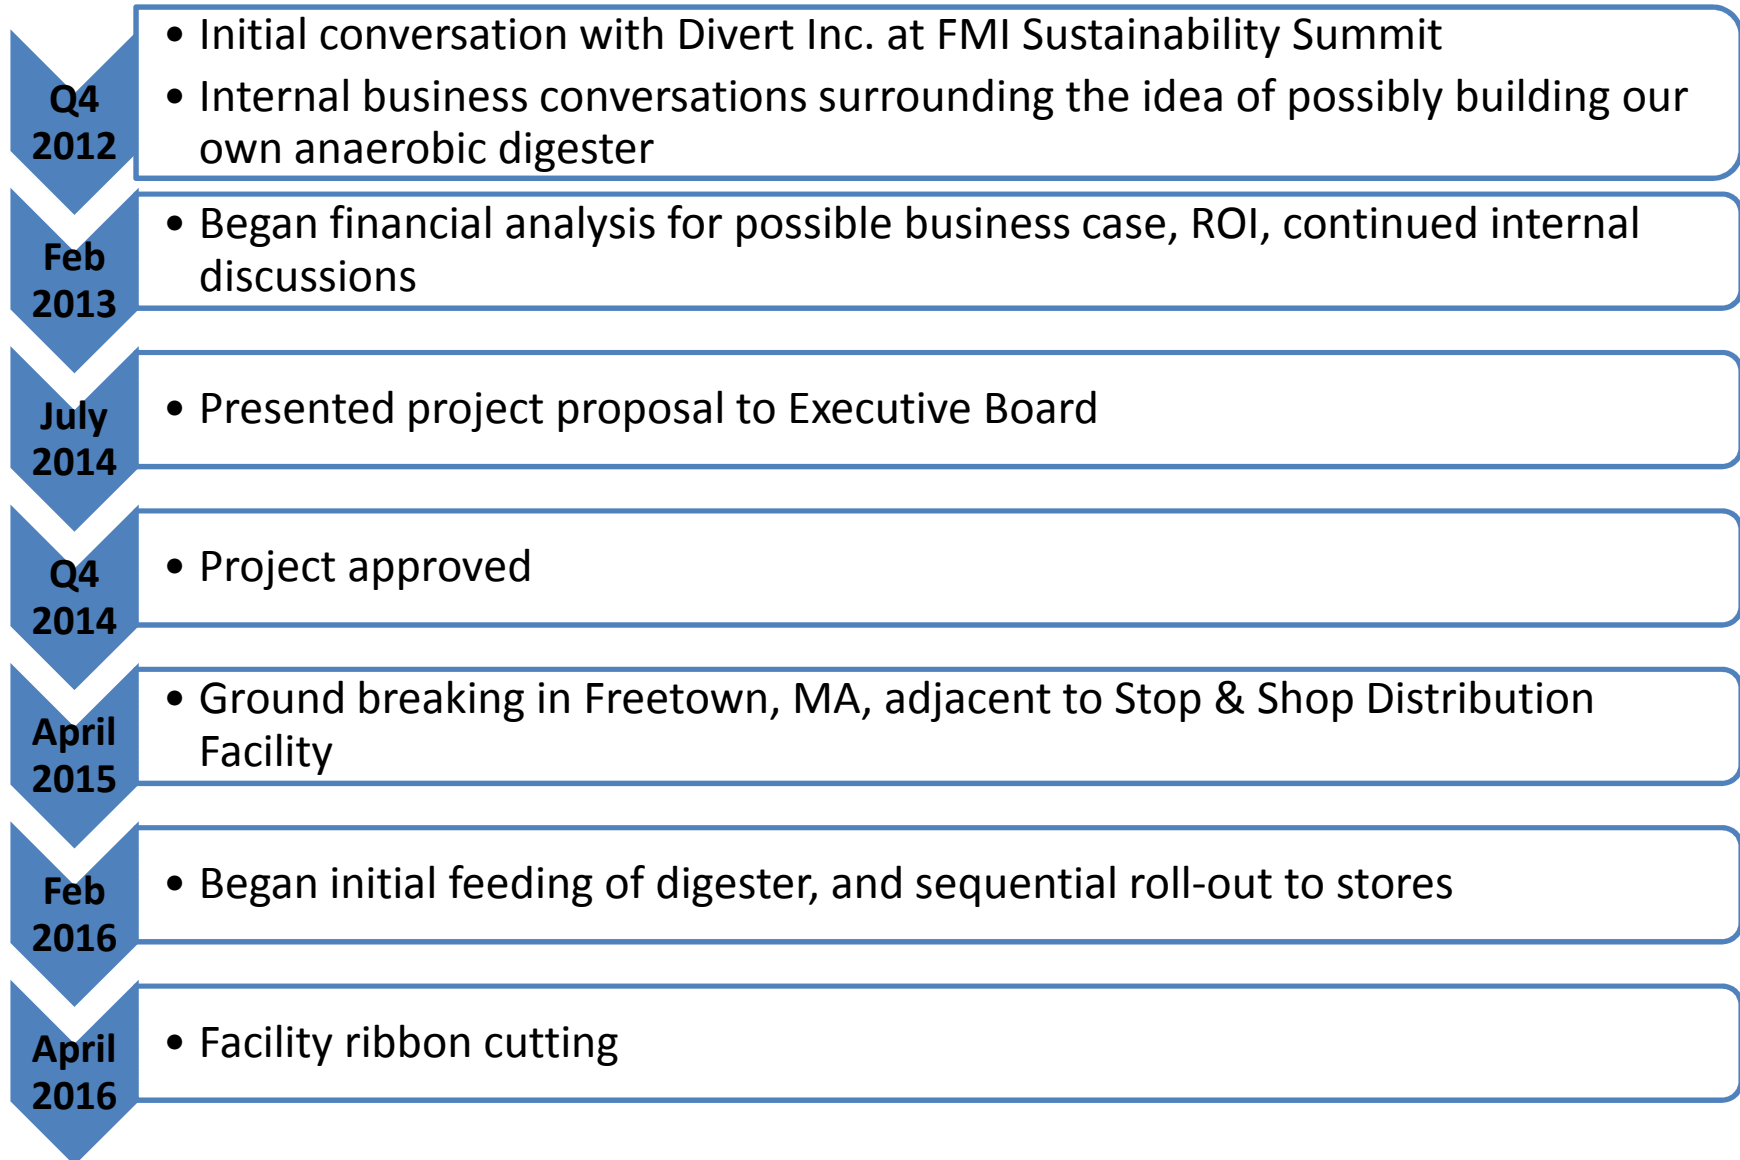 Q4
2012
• Initial conversation with Divert Inc. at FMI Sustainability Summit
• Internal business conversations surrounding the idea of possibly building our
own anaerobic digester
Feb
2013
• Began financial analysis for possible business case, ROI, continued internal
discussions
July
2014
• Presented project proposal to Executive Board
Q4
2014
• Project approved
April
2015
• Ground breaking in Freetown, MA, adjacent to Stop & Shop Distribution
Facility
Feb
2016
• Began initial feeding of digester, and sequential roll-out to stores
April
2016
• Facility ribbon cutting